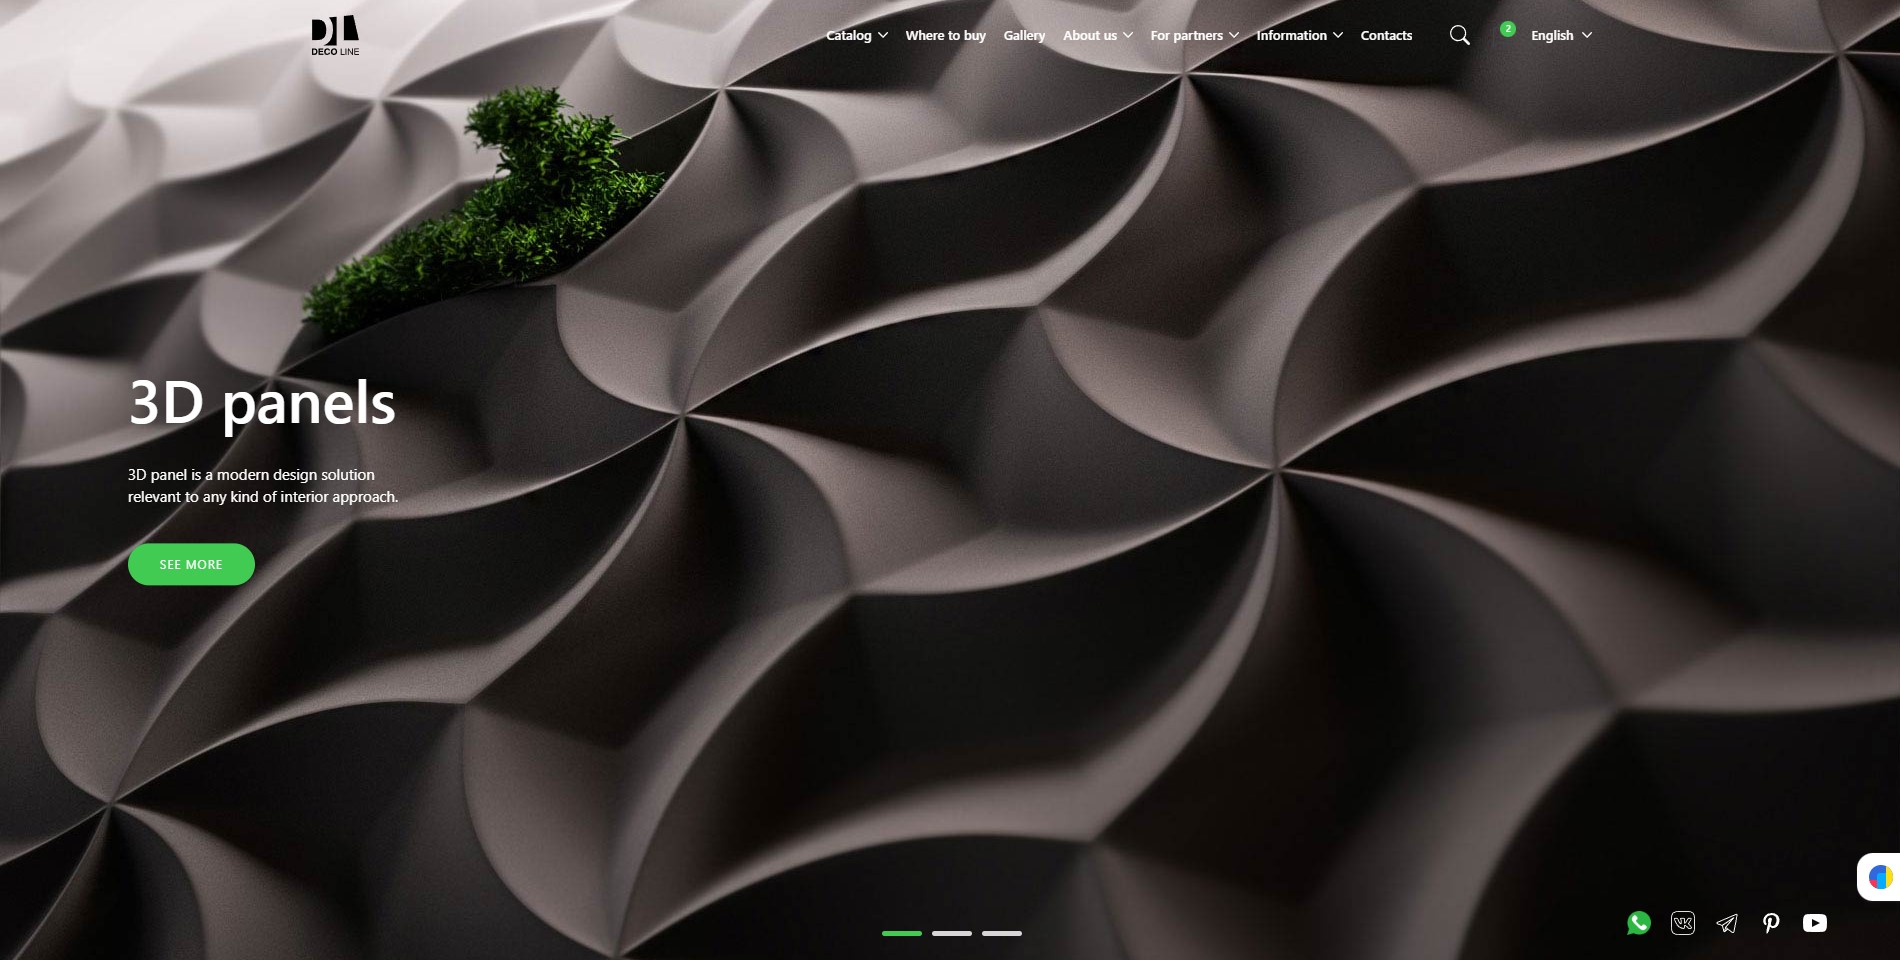 DECO LINE
Catalog
Where to buy
Gallery
About us
For partners
Information
Contacts
2
English
3D panels
3D panel is a modern design solution
relevant to any kind of interior approach.
SEE MORE